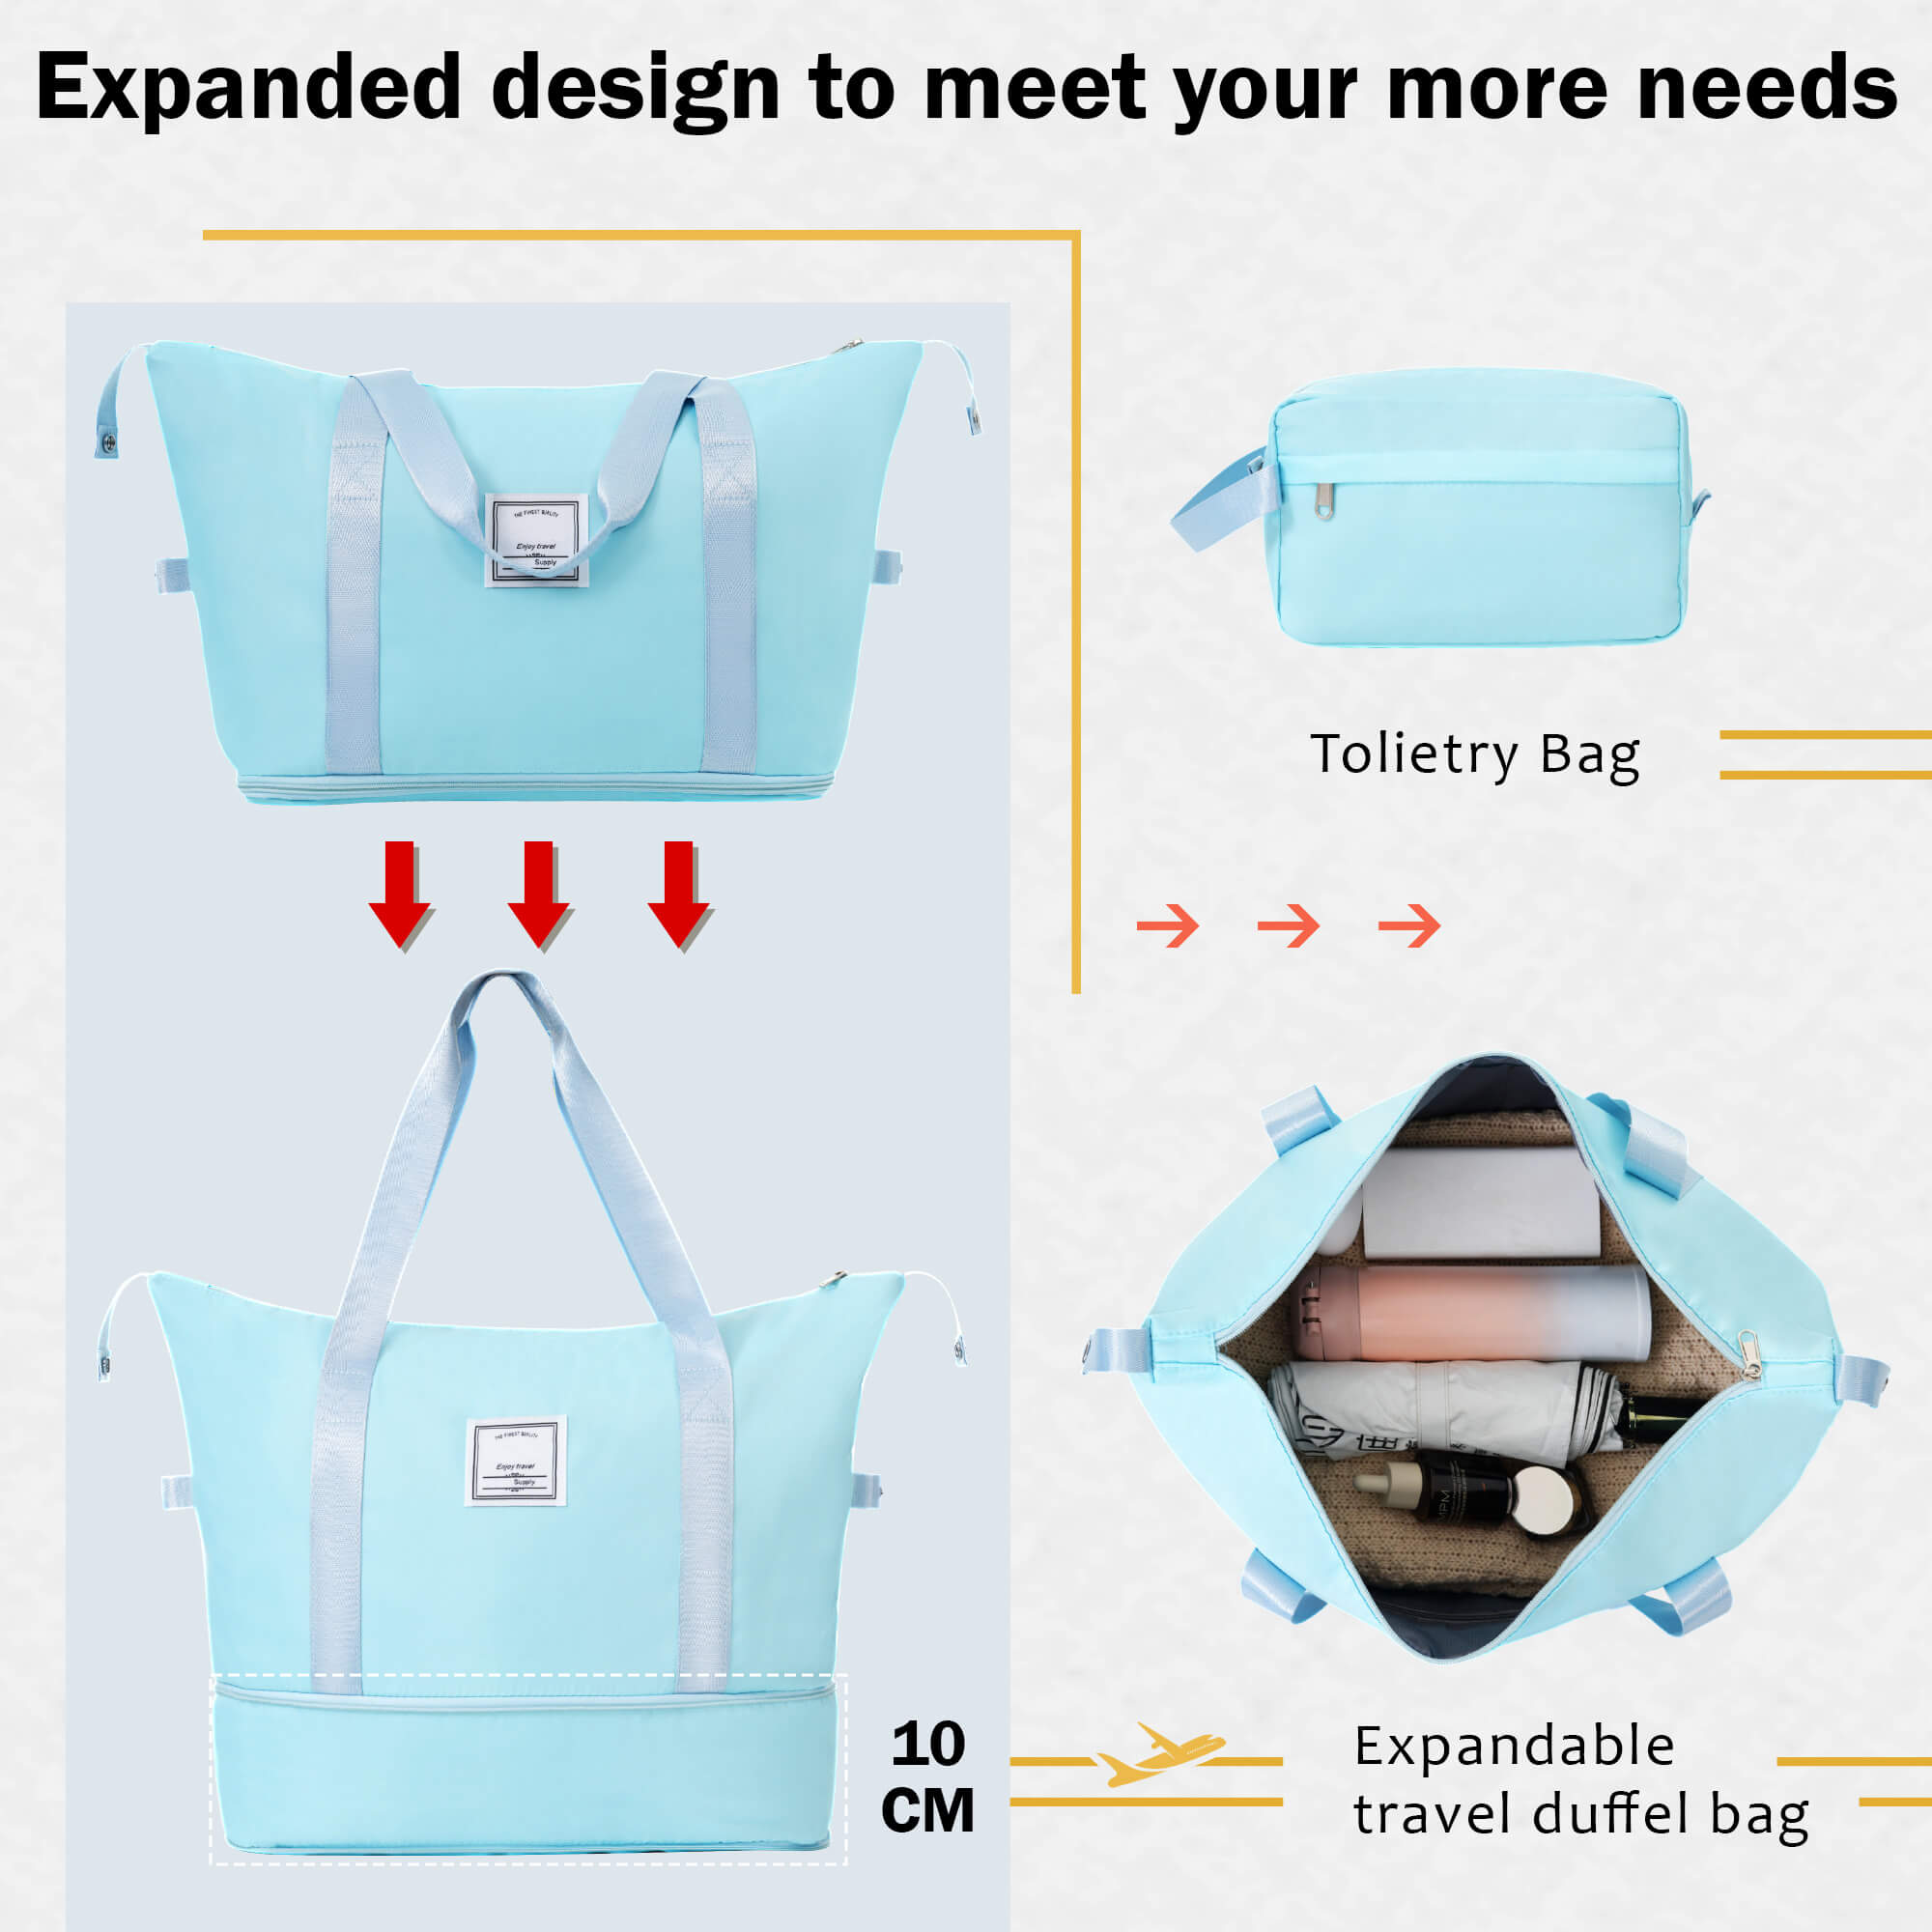 Expanded design to meet your more needs
THE FINEST QUALITY
Enjoy travel
Supply
Tolietry Bag
THE FINEST QUALITY
Enjoy travel
Supply
10
CM
Expandable
travel duffel bag